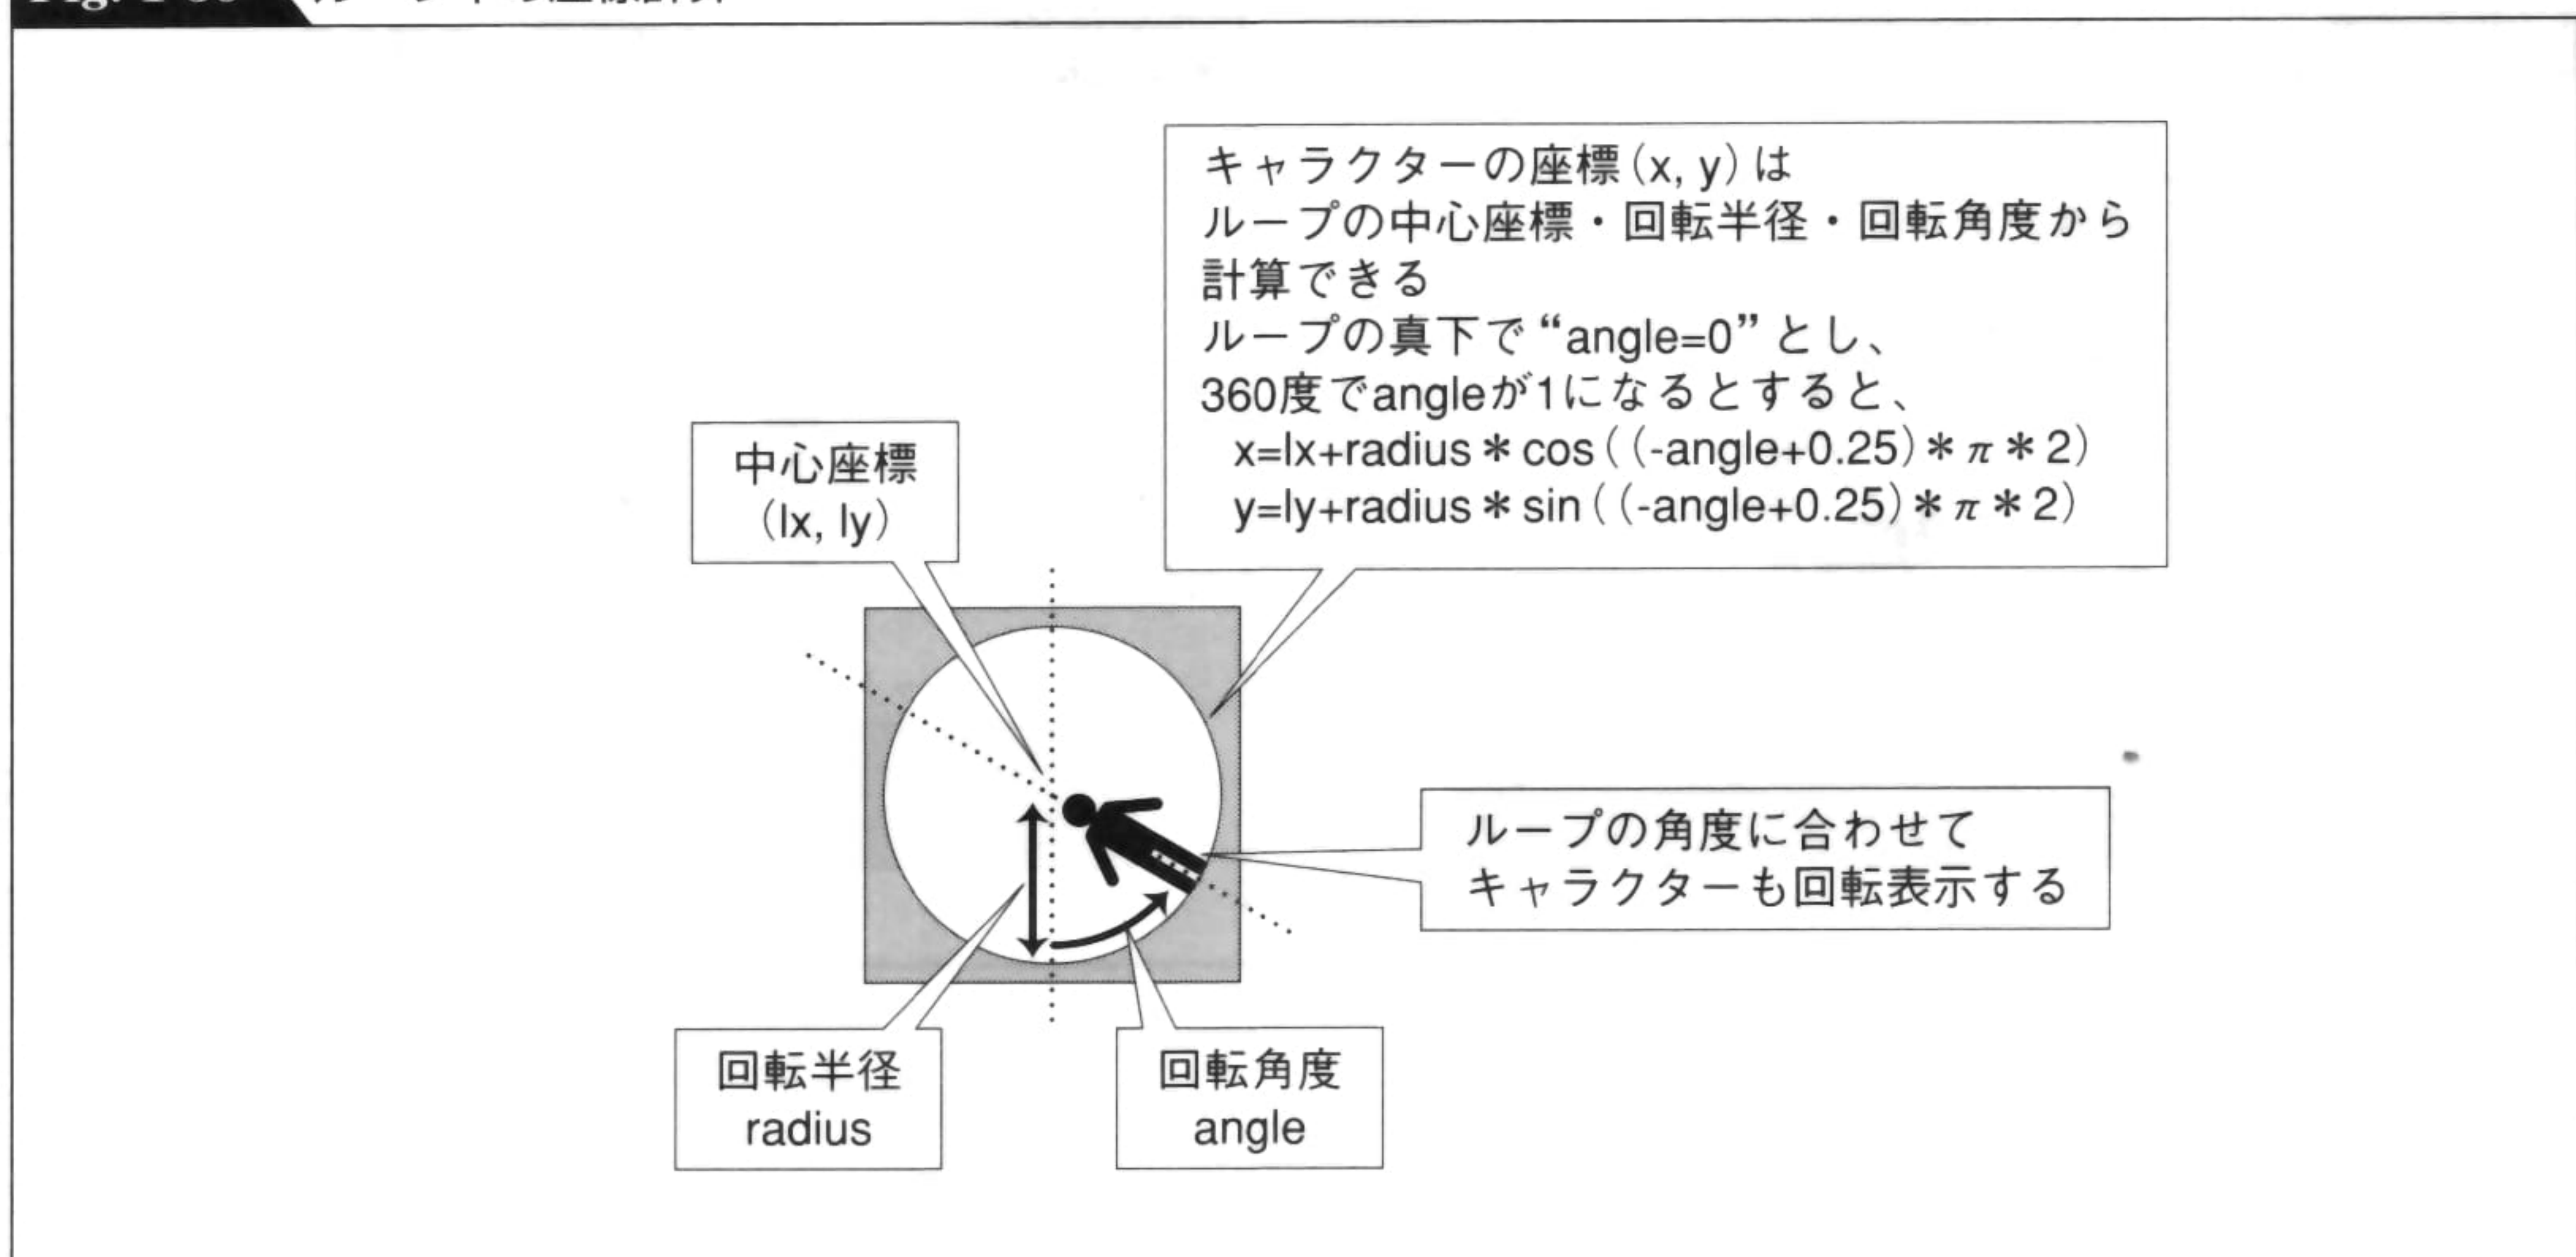 キャラクターの座標(x, y)は
ループの中心座標・回転半径・回転角度から
計算できる
ループの真下で“angle=0”とし、
360度でangleが1になるとすると、
x=lx+radius＊cos((-angle+0.25)＊π＊2)
y=ly+radius＊sin((-angle+0.25)＊π＊2)
中心座標
(lx, ly)
ループの角度に合わせて
キャラクターも回転表示する
回転半径
radius
回転角度
angle